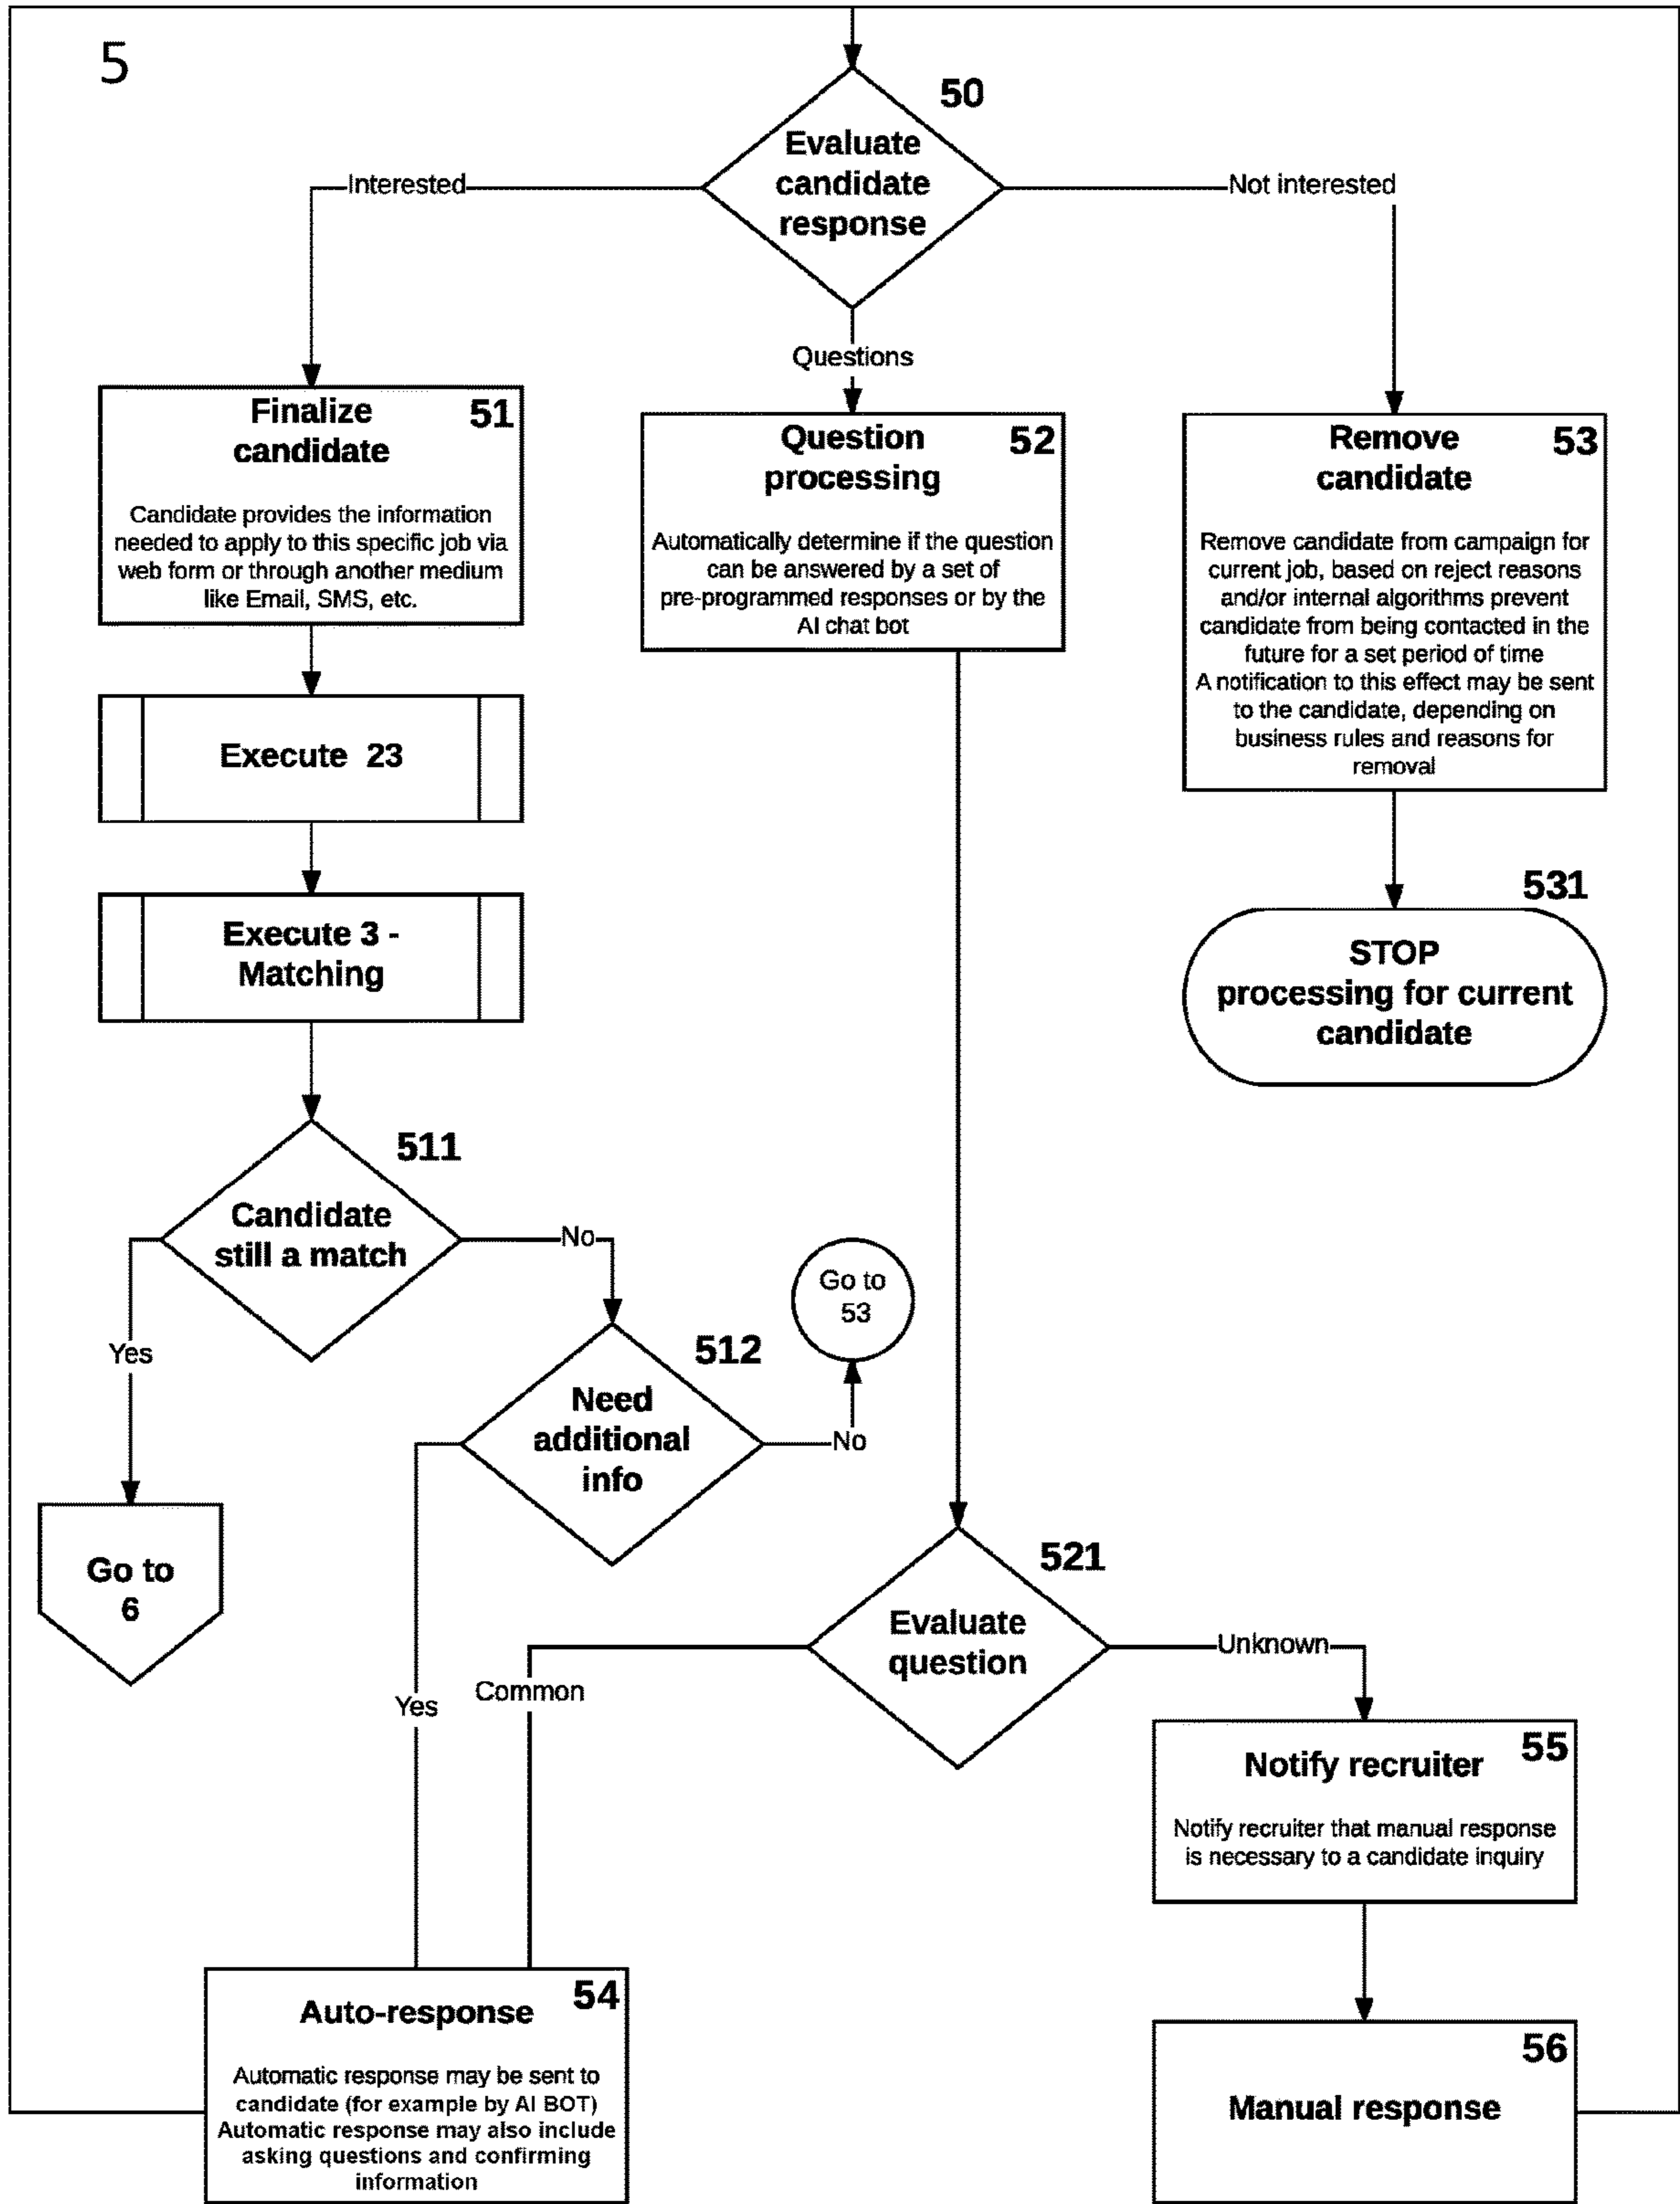 5
50
Evaluate
candidate
response
Interested
Not interested
Questions
Finalize
candidate
51
Candidate provides the information
needed to apply to this specific job via
web form or through another medium
like Email, SMS, etc.
Question
processing
52
Automatically determine if the question
can be answered by a set of
pre-programmed responses or by the
AI chat bot
Remove
candidate
53
Remove candidate from campaign for
current job, based on reject reasons
and/or internal algorithms prevent
candidate from being contacted in the
future for a set period of time
A notification to this effect may be sent
to the candidate, depending on
business rules and reasons for
removal
Execute 23
Execute 3 -
Matching
531
STOP
processing for current
candidate
511
Candidate
still a match
No
Yes
Go to
53
512
Need
additional
info
No
Go to
6
521
Evaluate
question
Unknown
Yes
Common
Notify recruiter
55
Notify recruiter that manual response
is necessary to a candidate inquiry
Auto-response
54
Automatic response may be sent to
candidate (for example by AI BOT)
Automatic response may also include
asking questions and confirming
information
56
Manual response